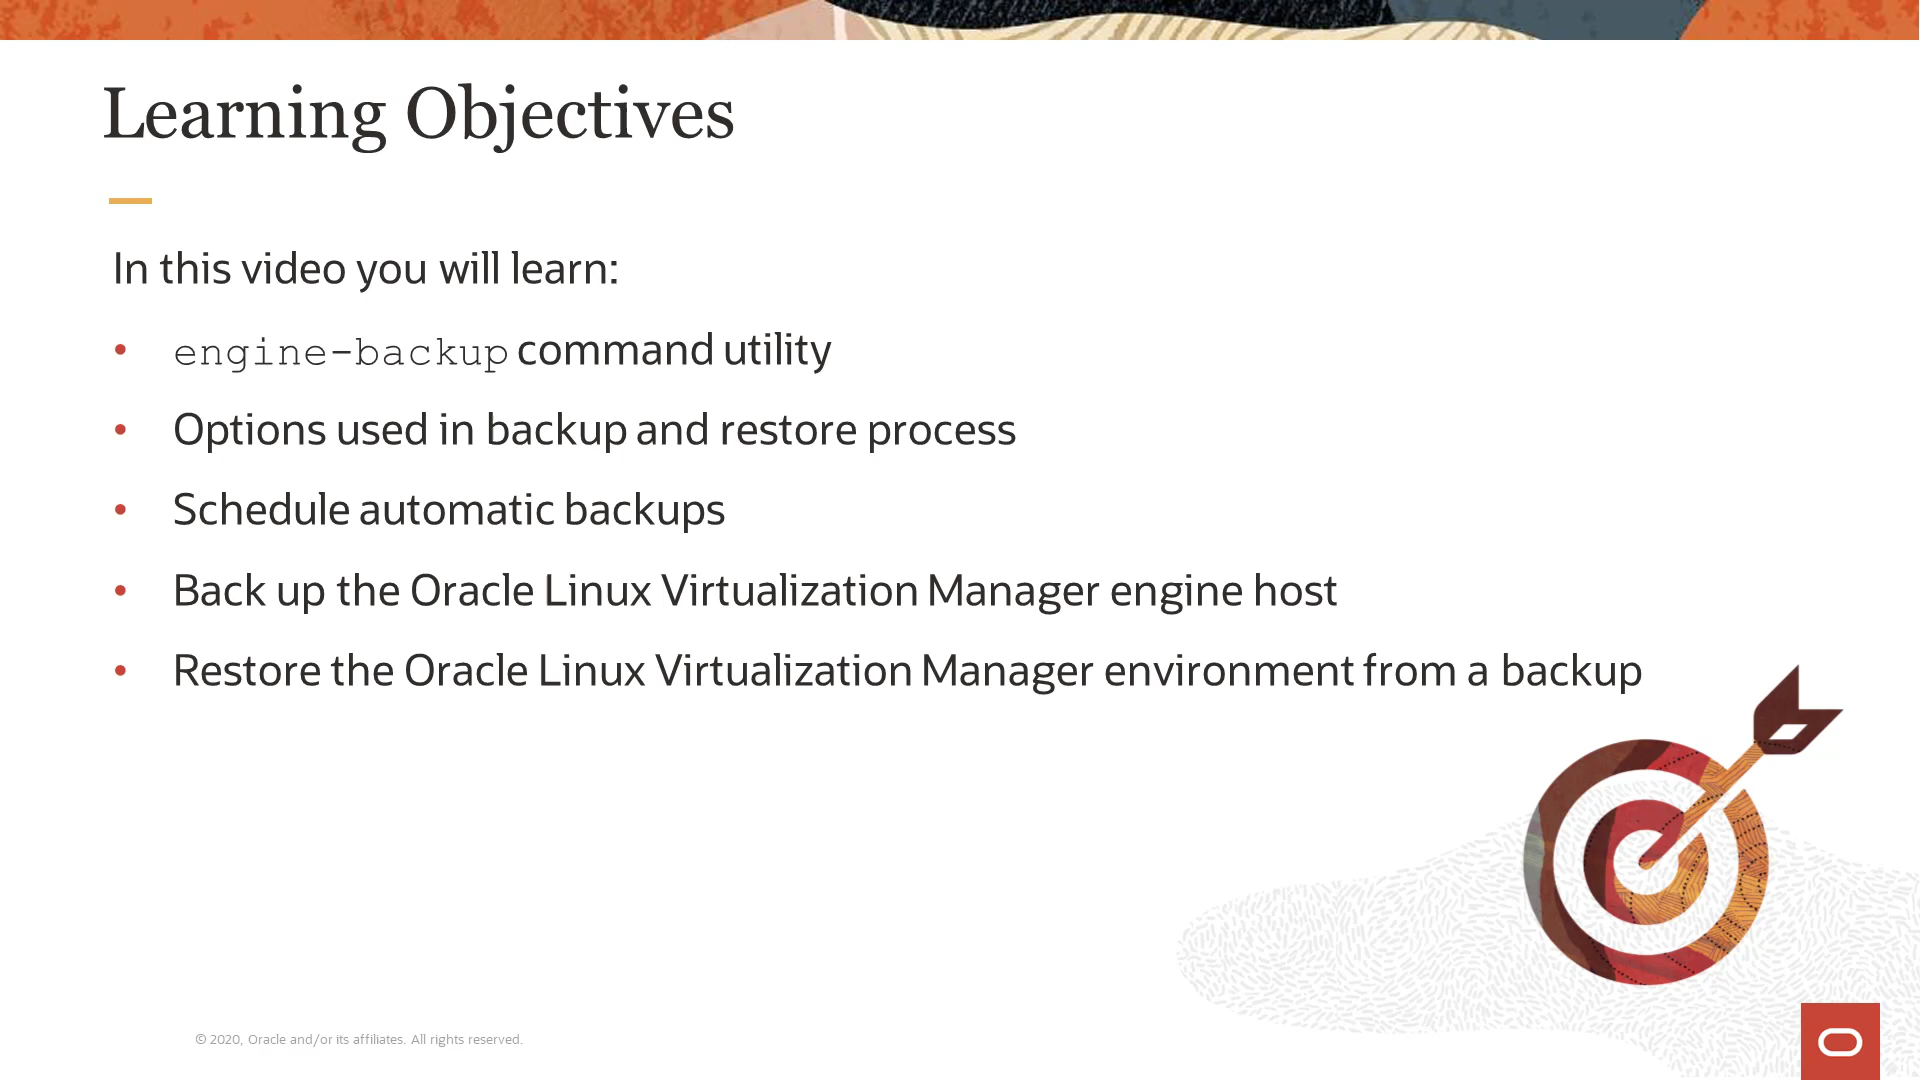 Learning Objectives
In this video you will learn:
• engine-backup command utility
• Options used in backup and restore process
• Schedule automatic backups
• Back up the Oracle Linux Virtualization Manager engine host
• Restore the Oracle Linux Virtualization Manager environment from a backup
© 2020, Oracle and/or its affiliates. All rights reserved.